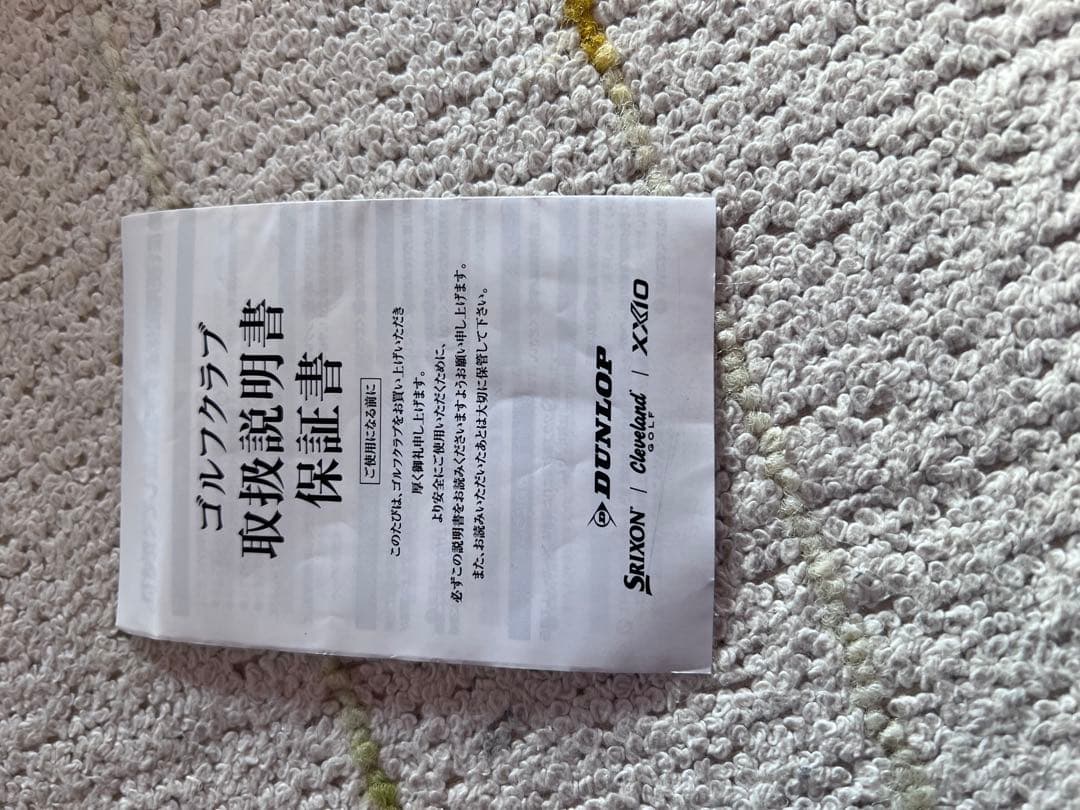 ゴルフクラブ
取扱説明書
保証書
ご使用になる前に
このたびは、ゴルフクラブをお買い上げいただき
厚く御礼申し上げます。
より安全にご使用いただくために、
必ずこの説明書をお読みくださいますようお願い申し上げます。
また、お読みいただいたあとは大切に保管して下さい。
DUNLOP
SRIXON | Cleveland GOLF | XXIO